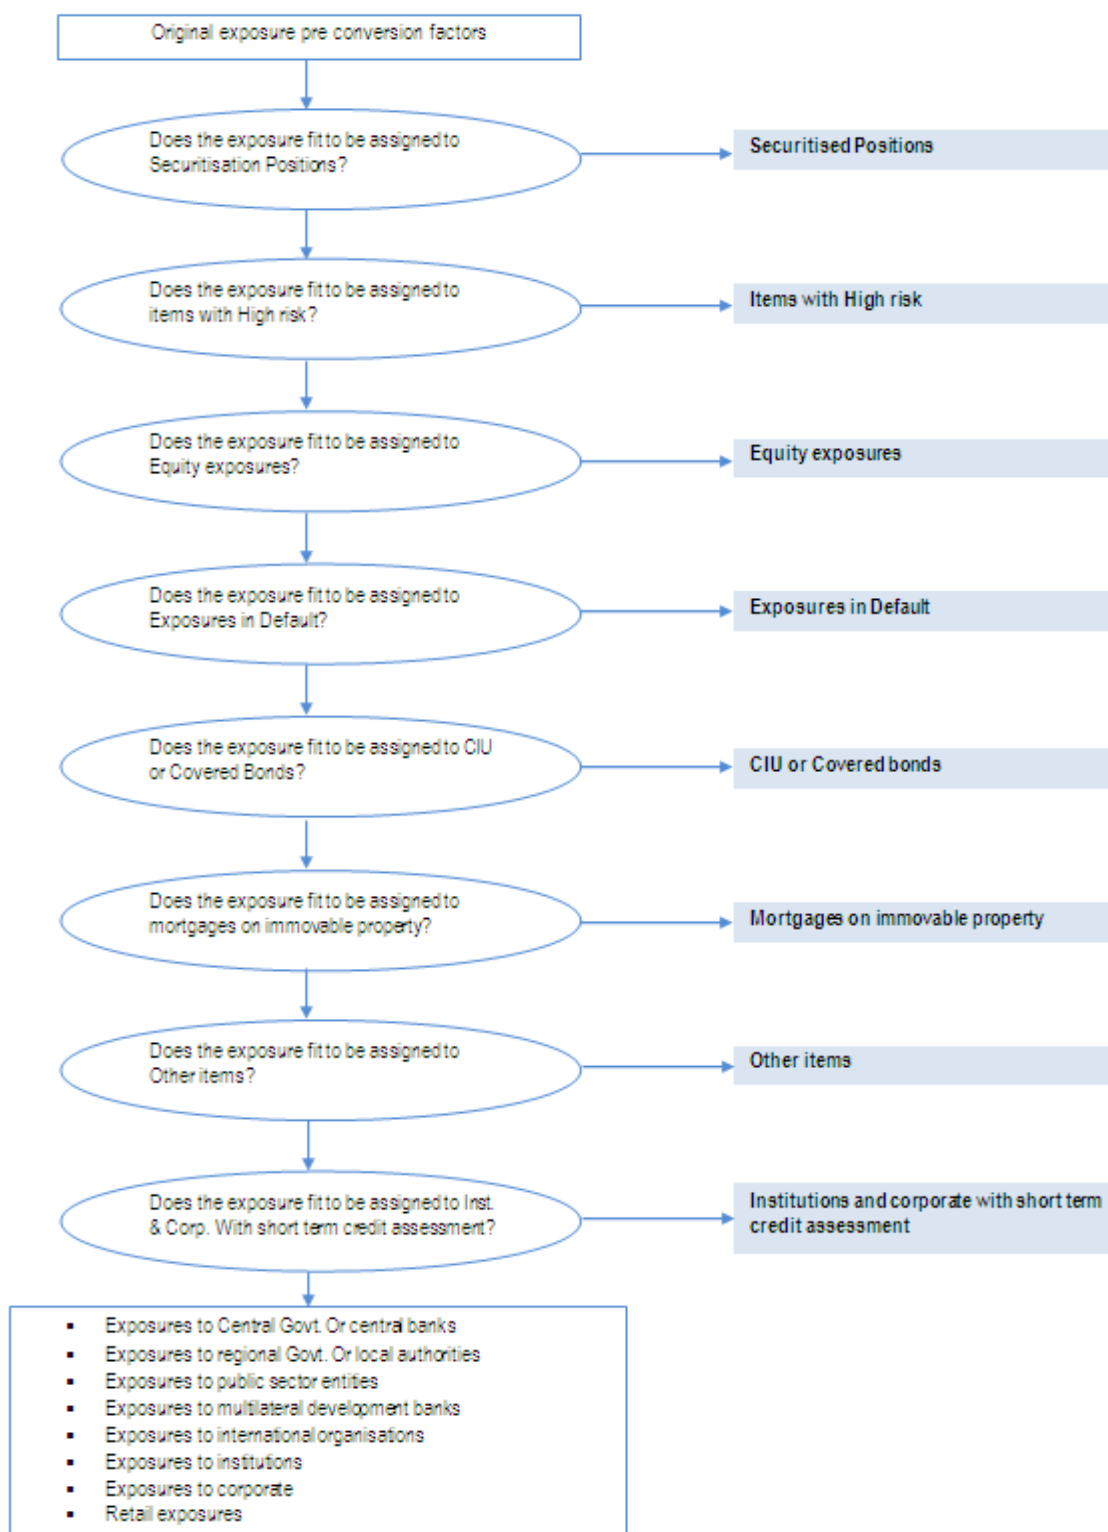 Original exposure pre conversion factors
Does the exposure fit to be assigned to
Securitisation Positions?
Securitised Positions
Does the exposure fit to be assigned to
items with High risk?
Items with High risk
Does the exposure fit to be assigned to
Equity exposures?
Equity exposures
Does the exposure fit to be assigned to
Exposures in Default?
Exposures in Default
Does the exposure fit to be assigned to CIU
or Covered Bonds?
CIU or Covered bonds
Does the exposure fit to be assigned to
mortgages on immovable property?
Mortgages on immovable property
Does the exposure fit to be assigned to
Other items?
Other items
Does the exposure fit to be assigned to Inst.
& Corp. With short term credit assessment?
Institutions and corporate with short term
credit assessment
▪ Exposures to Central Govt. Or central banks
▪ Exposures to regional Govt. Or local authorities
▪ Exposures to public sector entities
▪ Exposures to multilateral development banks
▪ Exposures to international organisations
▪ Exposures to institutions
▪ Exposures to corporate
▪ Retail exposures